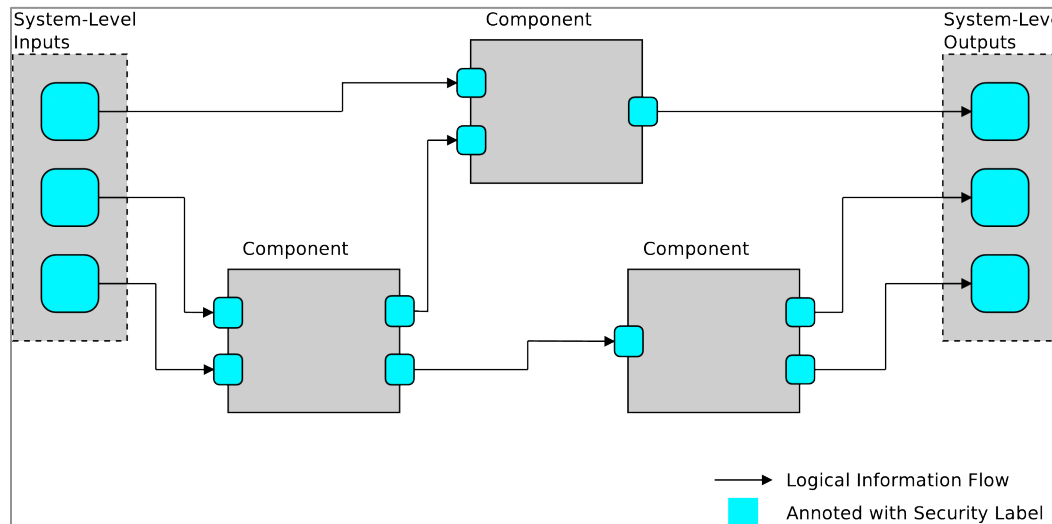 System-Level
Inputs
Component
System-Leve
Outputs
Component
Component
Logical Information Flow
Annoted with Security Label